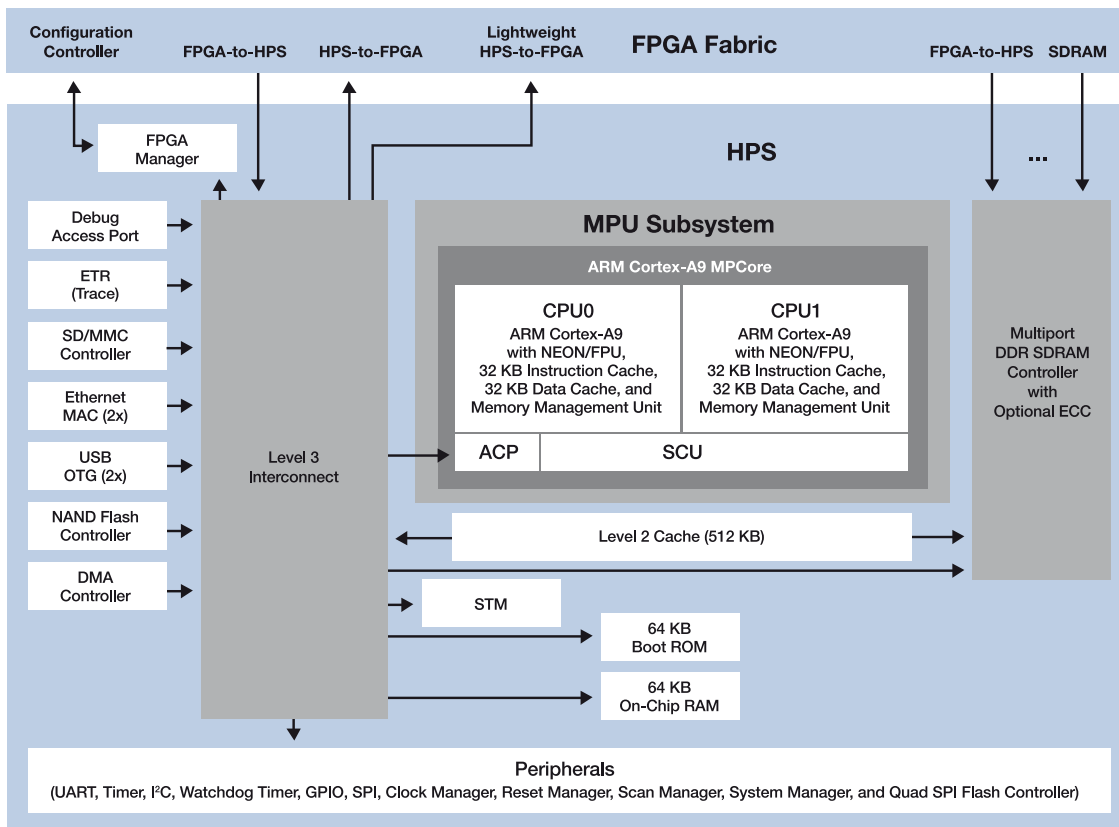 Configuration
Controller
FPGA-to-HPS
HPS-to-FPGA
Lightweight
HPS-to-FPGA
FPGA Fabric
FPGA-to-HPS
SDRAM
FPGA
Manager
HPS
...
Debug
Access Port
ETR
(Trace)
SD/MMC
Controller
Ethernet
MAC (2x)
USB
OTG (2x)
NAND Flash
Controller
DMA
Controller
Level 3
Interconnect
MPU Subsystem
ARM Cortex-A9 MPCore
CPU0
ARM Cortex-A9
with NEON/FPU,
32 KB Instruction Cache,
32 KB Data Cache, and
Memory Management Unit
CPU1
ARM Cortex-A9
with NEON/FPU,
32 KB Instruction Cache,
32 KB Data Cache, and
Memory Management Unit
ACP
SCU
Multiport
DDR SDRAM
Controller
with
Optional ECC
Level 2 Cache (512 KB)
STM
64 KB
Boot ROM
64 KB
On-Chip RAM
Peripherals
(UART, Timer, I²C, Watchdog Timer, GPIO, SPI, Clock Manager, Reset Manager, Scan Manager, System Manager, and Quad SPI Flash Controller)